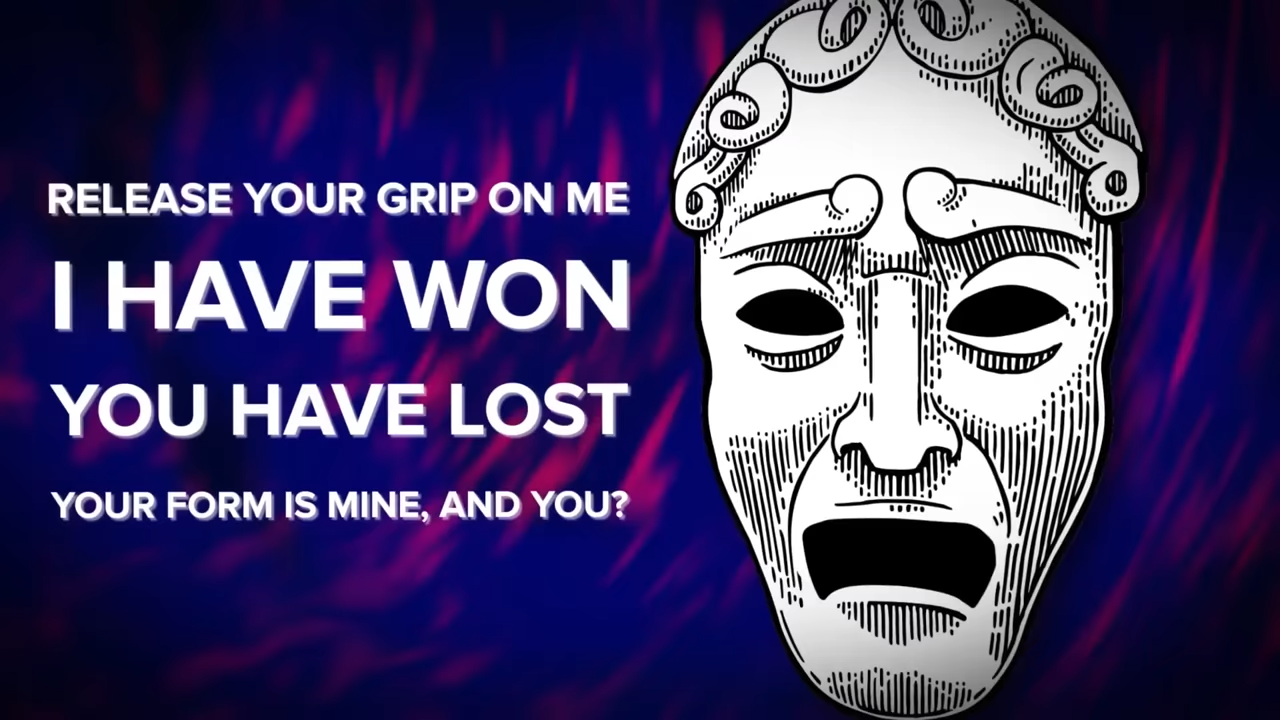 RELEASE YOUR GRIP ON ME
I HAVE WON
YOU HAVE LOST
YOUR FORM IS MINE, AND YOU?